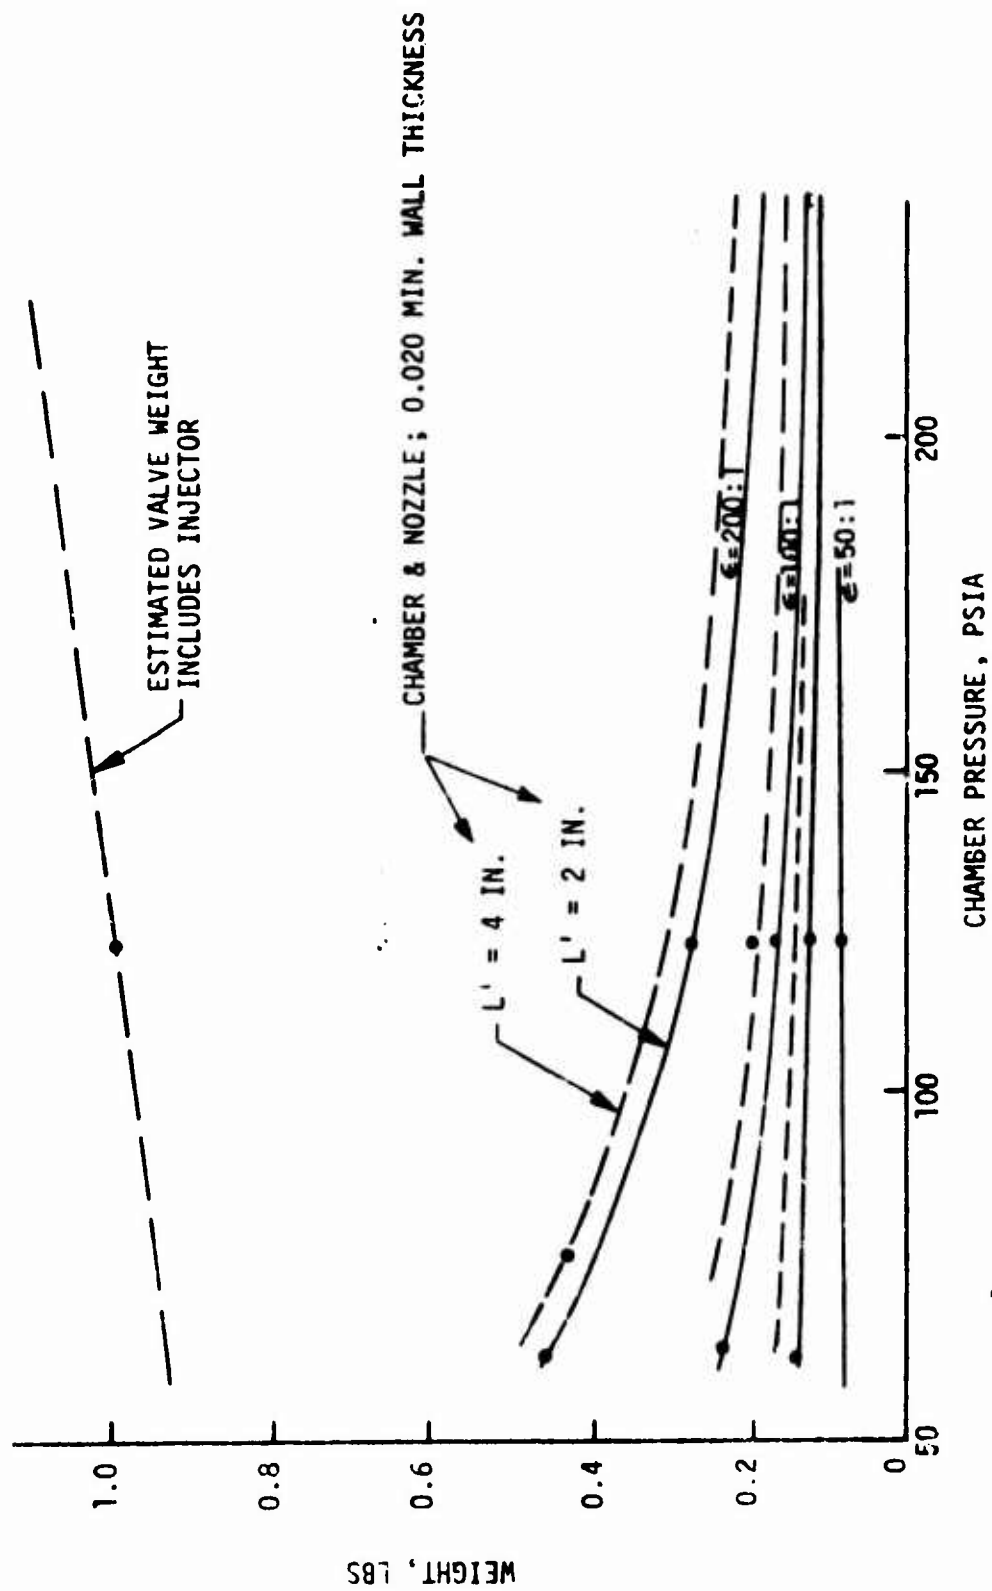 ESTIMATED VALVE WEIGHT
INCLUDES INJECTOR
CHAMBER & NOZZLE; 0.020 MIN. WALL THICKNESS
L' = 4 IN.
L' = 2 IN.
ϵ=200:1
ϵ=100:1
ϵ=50:1
WEIGHT, LBS
1.0
0.8
0.6
0.4
0.2
0
50
100
150
200
CHAMBER PRESSURE, PSIA